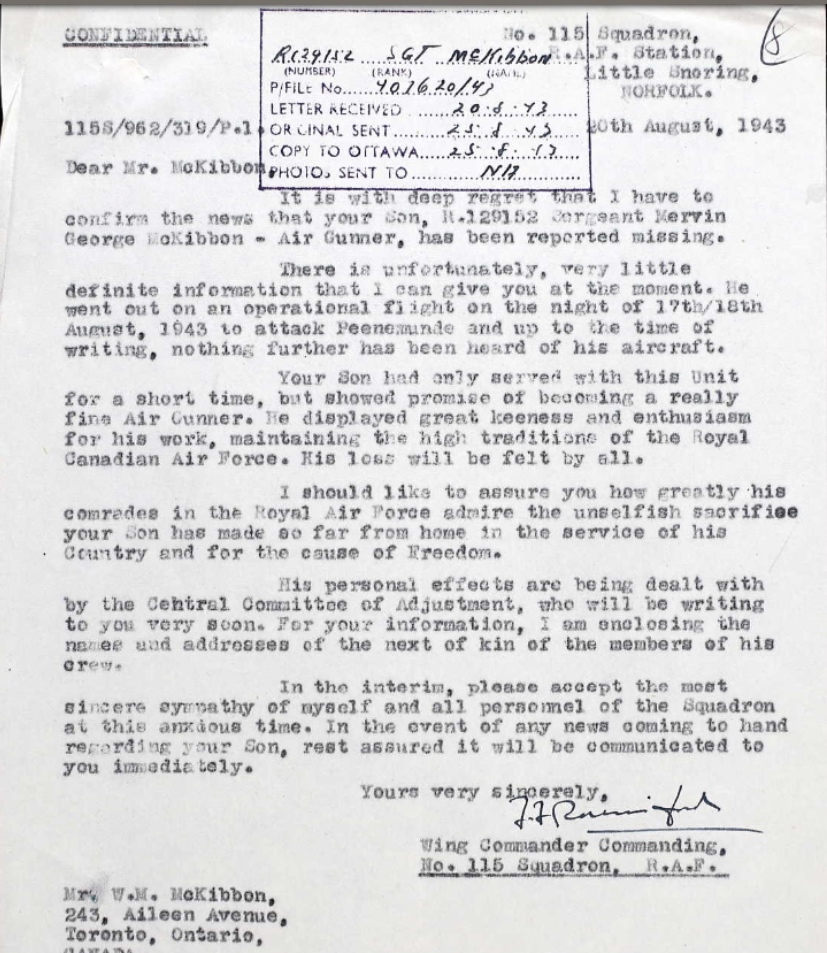 8
CONFIDENTIAL
No. 115 Squadron,
R.A.F. Station,
Little Snoring,
NORFOLK.
R129152 SGT McKibbon
(NUMBER) (RANK) (NAME)
P/FILE No....
LETTER RECEIVED 20·8·43
ORIGINAL SENT 25·8·43
COPY TO OTTAWA 25·8·43
PHOTOS SENT TO NA
115S/962/319/P.1.
20th August, 1943
Dear Mr. McKibbon,
It is with deep regret that I have to
confirm the news that your Son, R.129152 Sergeant Mervin
George McKibbon - Air Gunner, has been reported missing.
There is unfortunately, very little
definite information that I can give you at the moment. He
went out on an operational flight on the night of 17th/18th
August, 1943 to attack Peenemunde and up to the time of
writing, nothing further has been heard of his aircraft.
Your Son had only served with this Unit
for a short time, but showed promise of becoming a really
fine Air Gunner. He displayed great keeness and enthusiasm
for his work, maintaining the high traditions of the Royal
Canadian Air Force. His loss will be felt by all.
I should like to assure you how greatly his
comrades in the Royal Air Force admire the unselfish sacrifice
your Son has made so far from home in the service of his
Country and for the cause of Freedom.
His personal effects are being dealt with
by the Central Committee of Adjustment, who will be writing
to you very soon. For your information, I am enclosing the
names and addresses of the next of kin of the members of his
crew.
In the interim, please accept the most
sincere sympathy of myself and all personnel of the Squadron
at this anxious time. In the event of any news coming to hand
regarding your Son, rest assured it will be communicated to
you immediately.
Yours very sincerely,
Wing Commander Commanding,
No. 115 Squadron, R.A.F.
Mr. W.M. McKibbon,
243, Aileen Avenue,
Toronto, Ontario,
CANADA